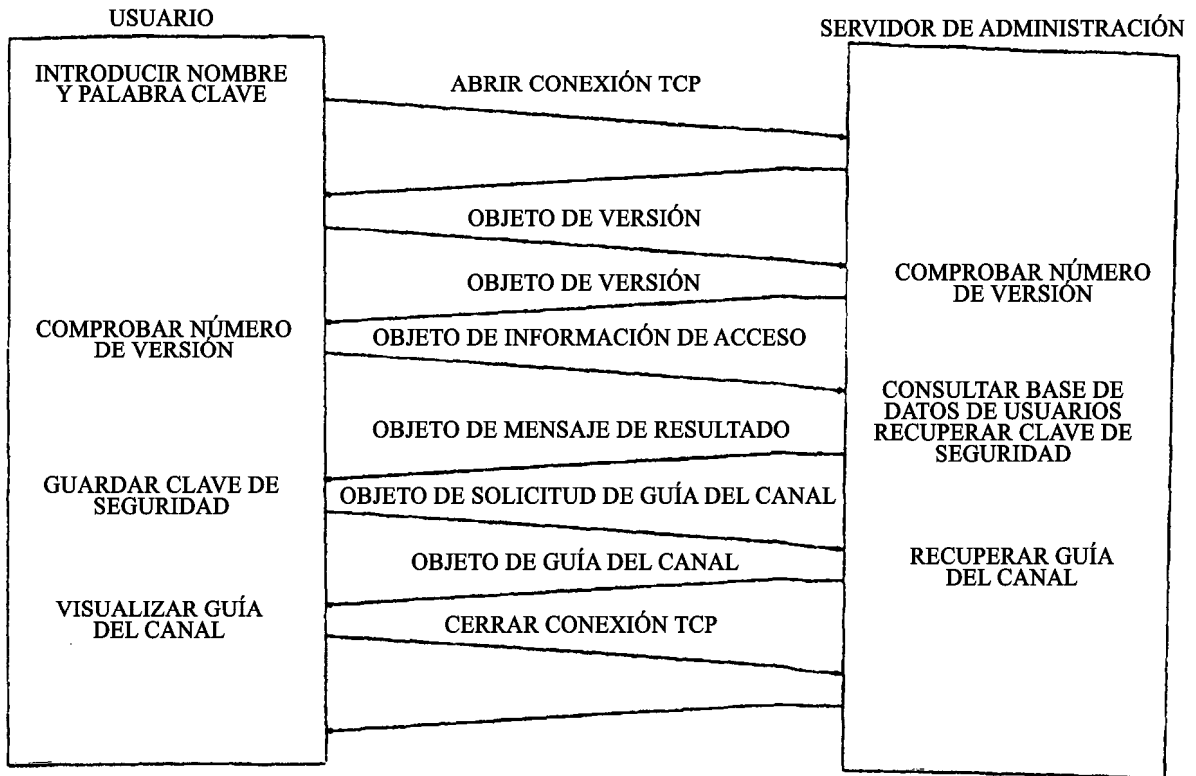 USUARIO
SERVIDOR DE ADMINISTRACIÓN
INTRODUCIR NOMBRE
Y PALABRA CLAVE
ABRIR CONEXIÓN TCP
OBJETO DE VERSIÓN
OBJETO DE VERSIÓN
COMPROBAR NÚMERO
DE VERSIÓN
COMPROBAR NÚMERO
DE VERSIÓN
OBJETO DE INFORMACIÓN DE ACCESO
CONSULTAR BASE DE
DATOS DE USUARIOS
RECUPERAR CLAVE DE
SEGURIDAD
OBJETO DE MENSAJE DE RESULTADO
GUARDAR CLAVE DE
SEGURIDAD
OBJETO DE SOLICITUD DE GUÍA DEL CANAL
OBJETO DE GUÍA DEL CANAL
RECUPERAR GUÍA
DEL CANAL
VISUALIZAR GUÍA
DEL CANAL
CERRAR CONEXIÓN TCP